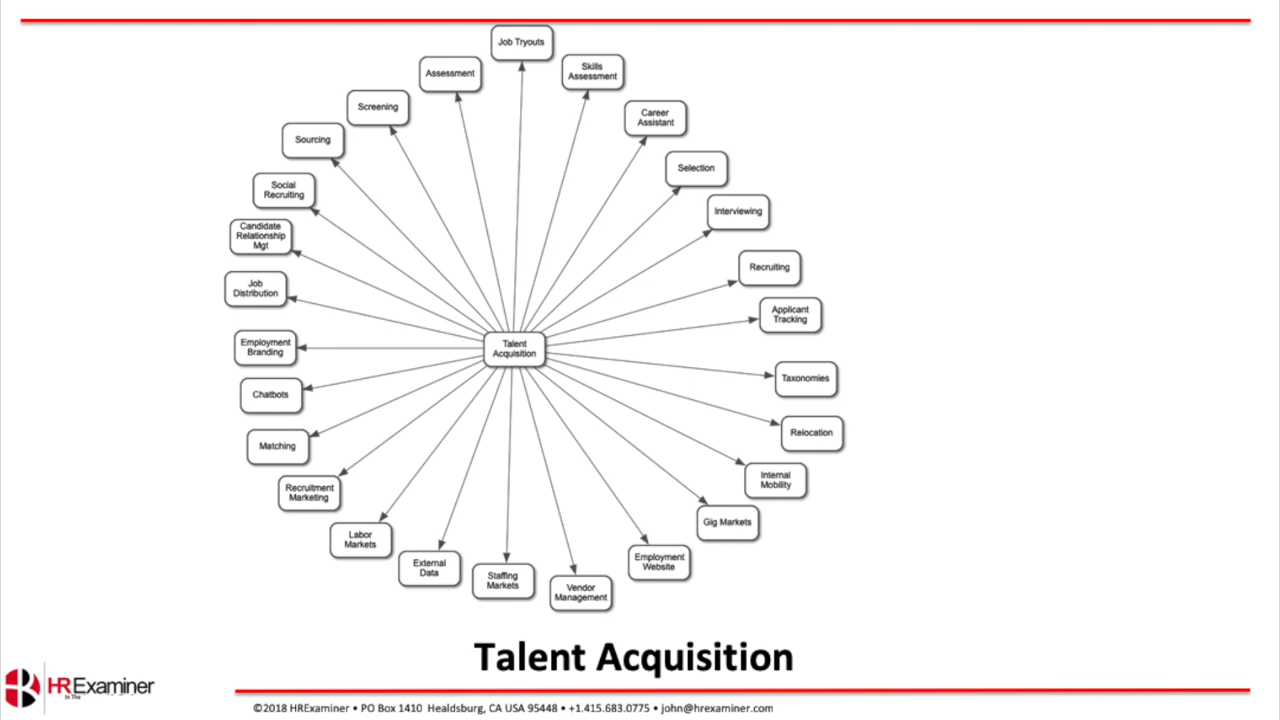 Job Tryouts
Skills
Assessment
Career
Assistant
Selection
Interviewing
Recruiting
Applicant
Tracking
Taxonomies
Relocation
Internal
Mobility
Gig Markets
Employment
Website
Vendor
Management
Staffing
Markets
External
Data
Labor
Markets
Recruitment
Marketing
Matching
Chatbots
Employment
Branding
Job
Distribution
Candidate
Relationship
Mgt
Social
Recruiting
Sourcing
Screening
Assessment
Talent
Acquisition
Talent Acquisition
HRExaminer
In The
©2018 HRExaminer • PO Box 1410 Healdsburg, CA USA 95448 • +1.415.683.0775 • john@hrexaminer.com